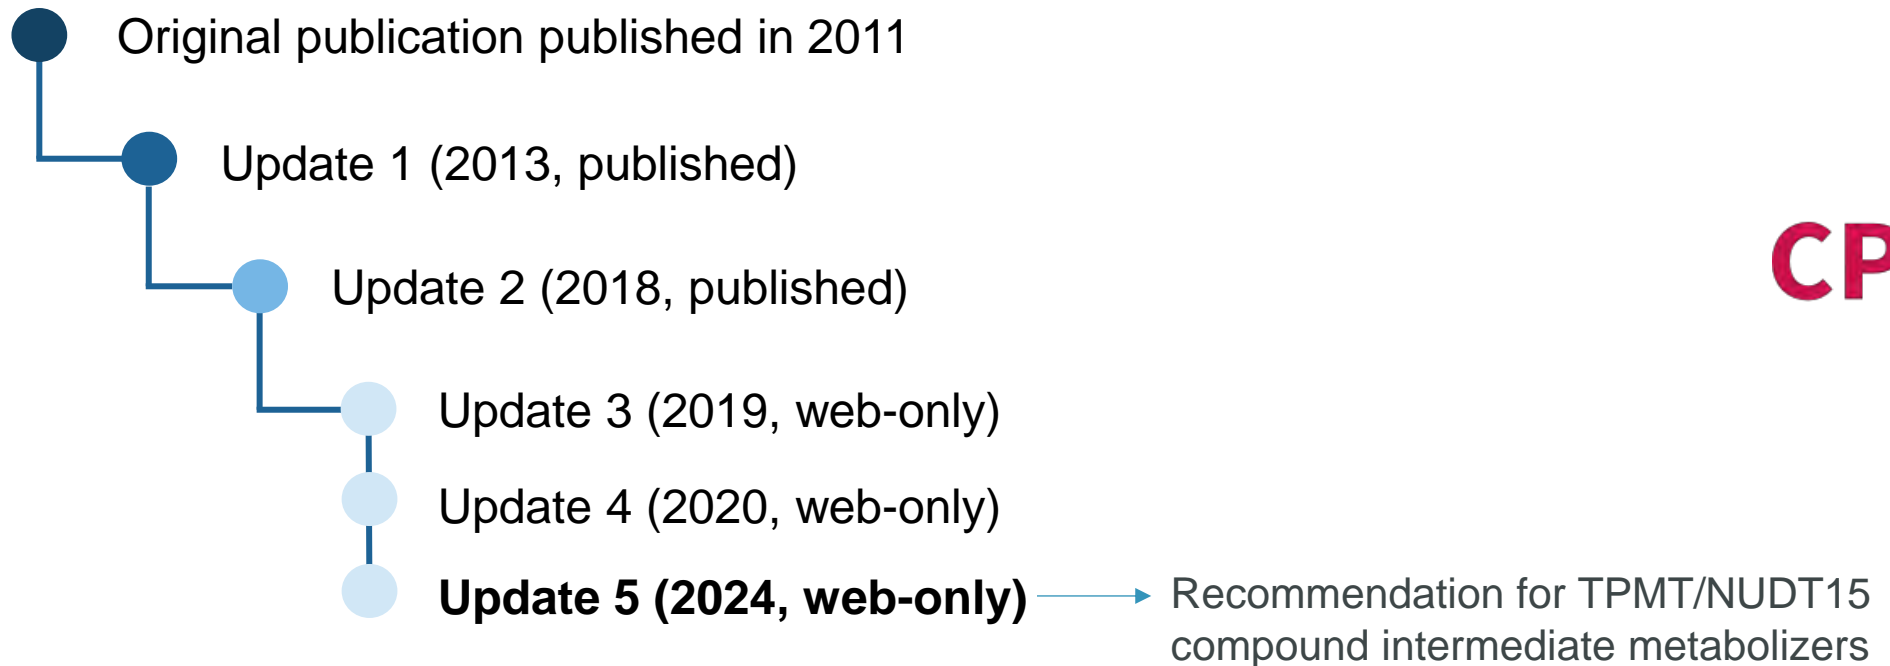 Original publication published in 2011
Update 1 (2013, published)
Update 2 (2018, published)
CP
Update 3 (2019, web-only)
Update 4 (2020, web-only)
Update 5 (2024, web-only)
Recommendation for TPMT/NUDT15
compound intermediate metabolizers